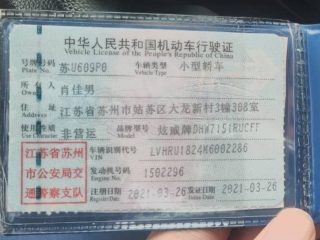 中华人民共和国机动车行驶证
Vehicle License of the People's Republic of China
号牌号码 苏U689P8 车辆类型 小型轿车
Plate No. Vehicle Type
所有人 肖佳男
Owner
住址 江苏省苏州市姑苏区大龙新村3幢308室
Address
使用性质 非营运 品牌型号 炫威牌DHW7151RUCFF
Use Character Model
江苏省苏州
市公安局交
通警察支队
车辆识别代号 LVHRU1824M6002286
VIN
发动机号码 1502296
Engine No.
注册日期 2021-03-26 发证日期 2021-03-26
Register Date Issue Date